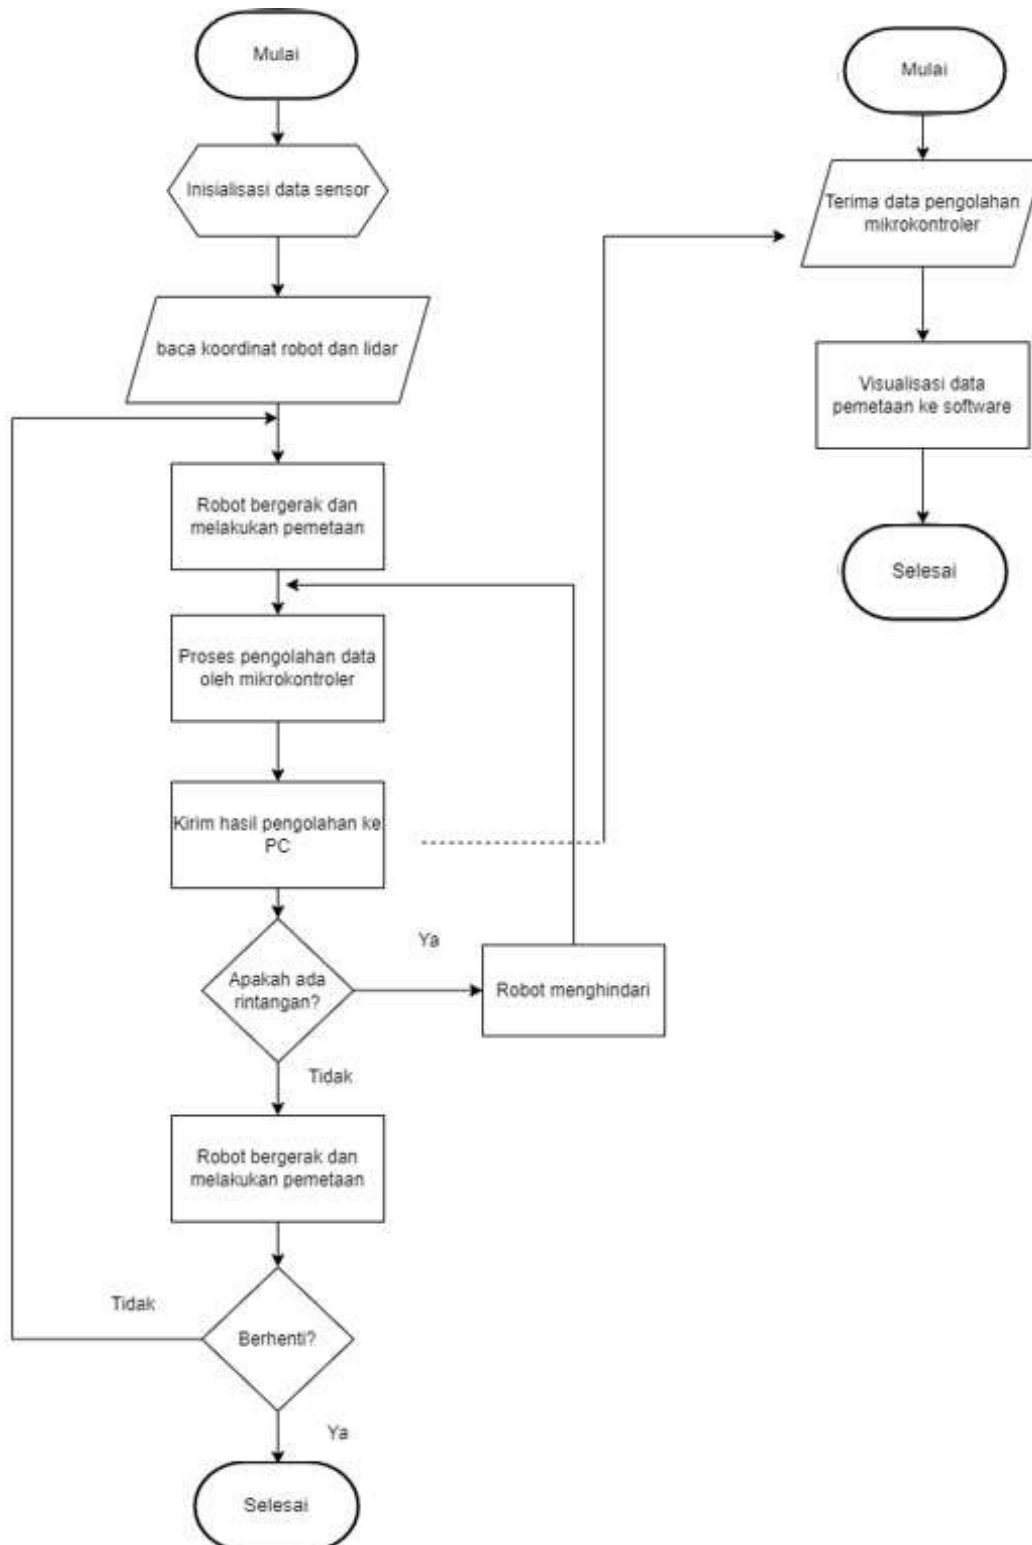 Mulai
Inisialisasi data sensor
baca koordinat robot dan lidar
Robot bergerak dan
melakukan pemetaan
Proses pengolahan data
oleh mikrokontroler
Kirim hasil pengolahan ke
PC
Apakah ada
rintangan?
Ya
Robot menghindari
Tidak
Robot bergerak dan
melakukan pemetaan
Berhenti?
Tidak
Ya
Selesai
Mulai
Terima data pengolahan
mikrokontroler
Visualisasi data
pemetaan ke software
Selesai